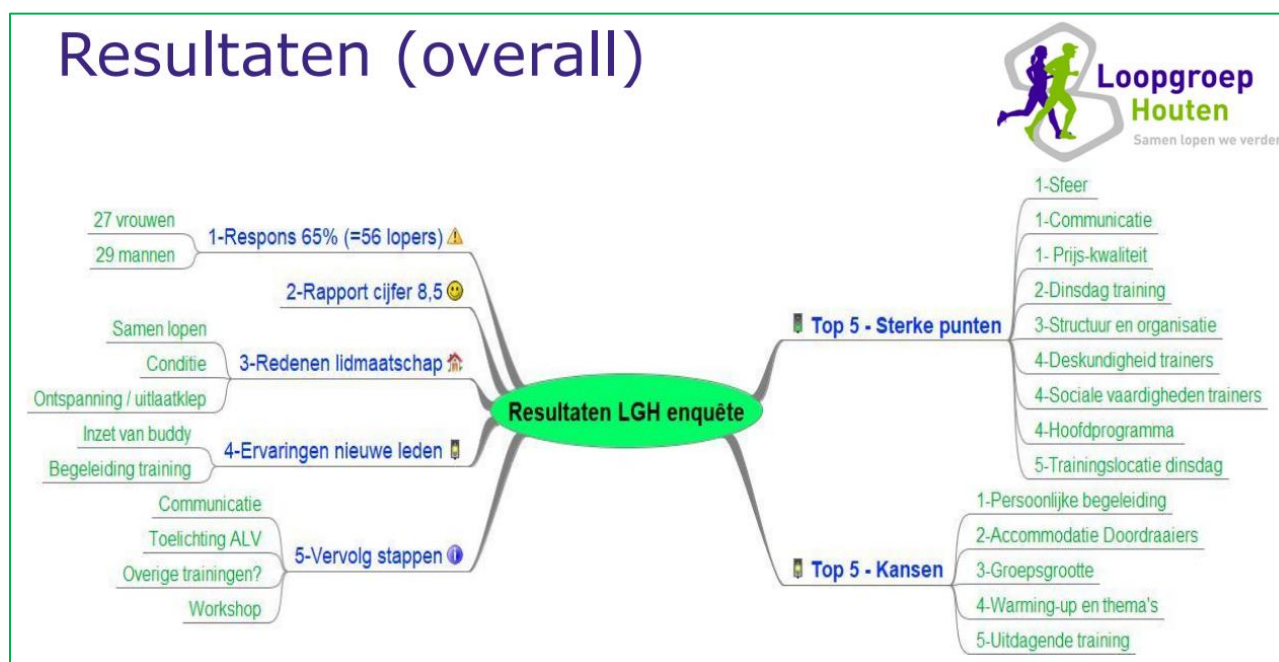 Resultaten (overall)
Loopgroep
Houten
Samen lopen we verder
27 vrouwen
29 mannen
1-Respons 65% (=56 lopers)
2-Rapport cijfer 8,5
Samen lopen
Conditie
Ontspanning / uitlaatklep
3-Redenen lidmaatschap
Inzet van buddy
Begeleiding training
4-Ervaringen nieuwe leden
Communicatie
Toelichting ALV
Overige trainingen?
Workshop
5-Vervolg stappen
Resultaten LGH enquête
Top 5 - Sterke punten
1-Sfeer
1-Communicatie
1- Prijs-kwaliteit
2-Dinsdag training
3-Structuur en organisatie
4-Deskundigheid trainers
4-Sociale vaardigheden trainers
4-Hoofdprogramma
5-Trainingslocatie dinsdag
Top 5 - Kansen
1-Persoonlijke begeleiding
2-Accommodatie Doordraaiers
3-Groepsgrootte
4-Warming-up en thema's
5-Uitdagende training